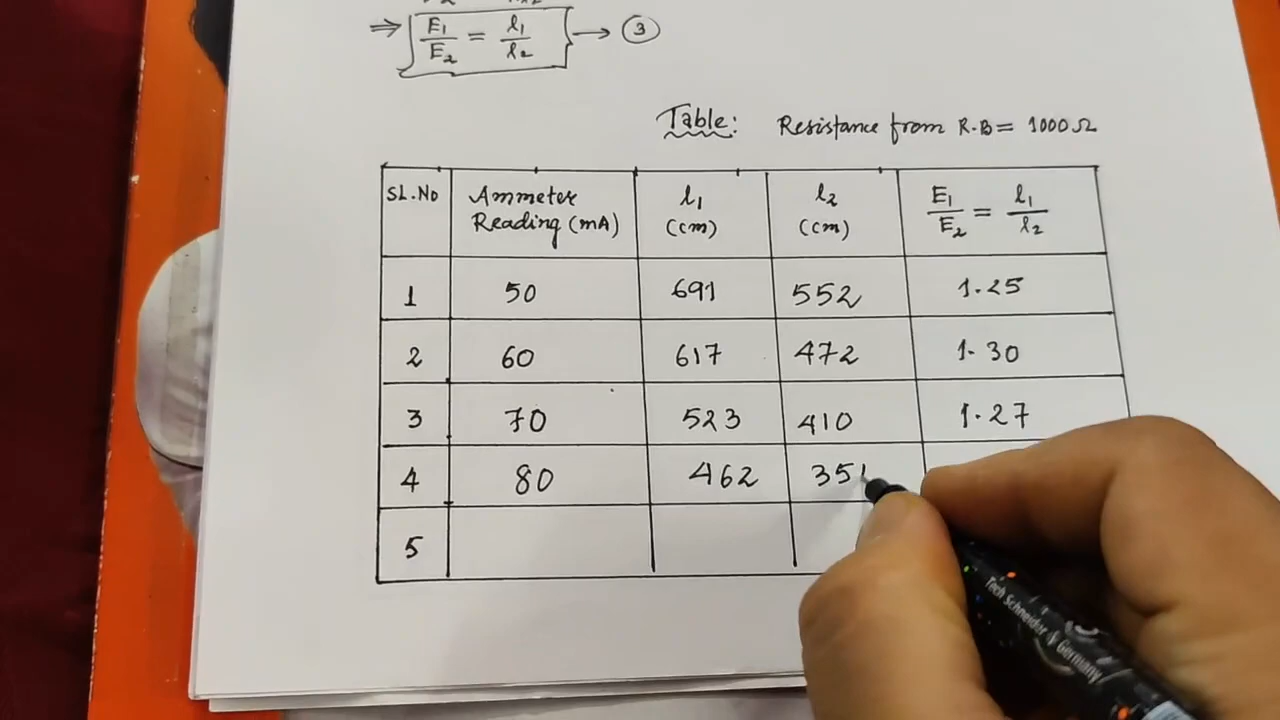 ⇒ E₁/E₂ = l₁/l₂ → ③
Table: Resistance from R.B = 1000 Ω
SL.No | Ammeter Reading (mA) | l₁ (cm) | l₂ (cm) | E₁/E₂ = l₁/l₂
1 | 50 | 691 | 552 | 1.25
2 | 60 | 617 | 472 | 1.30
3 | 70 | 523 | 410 | 1.27
4 | 80 | 462 | 351
5
Tech Schneider Germany